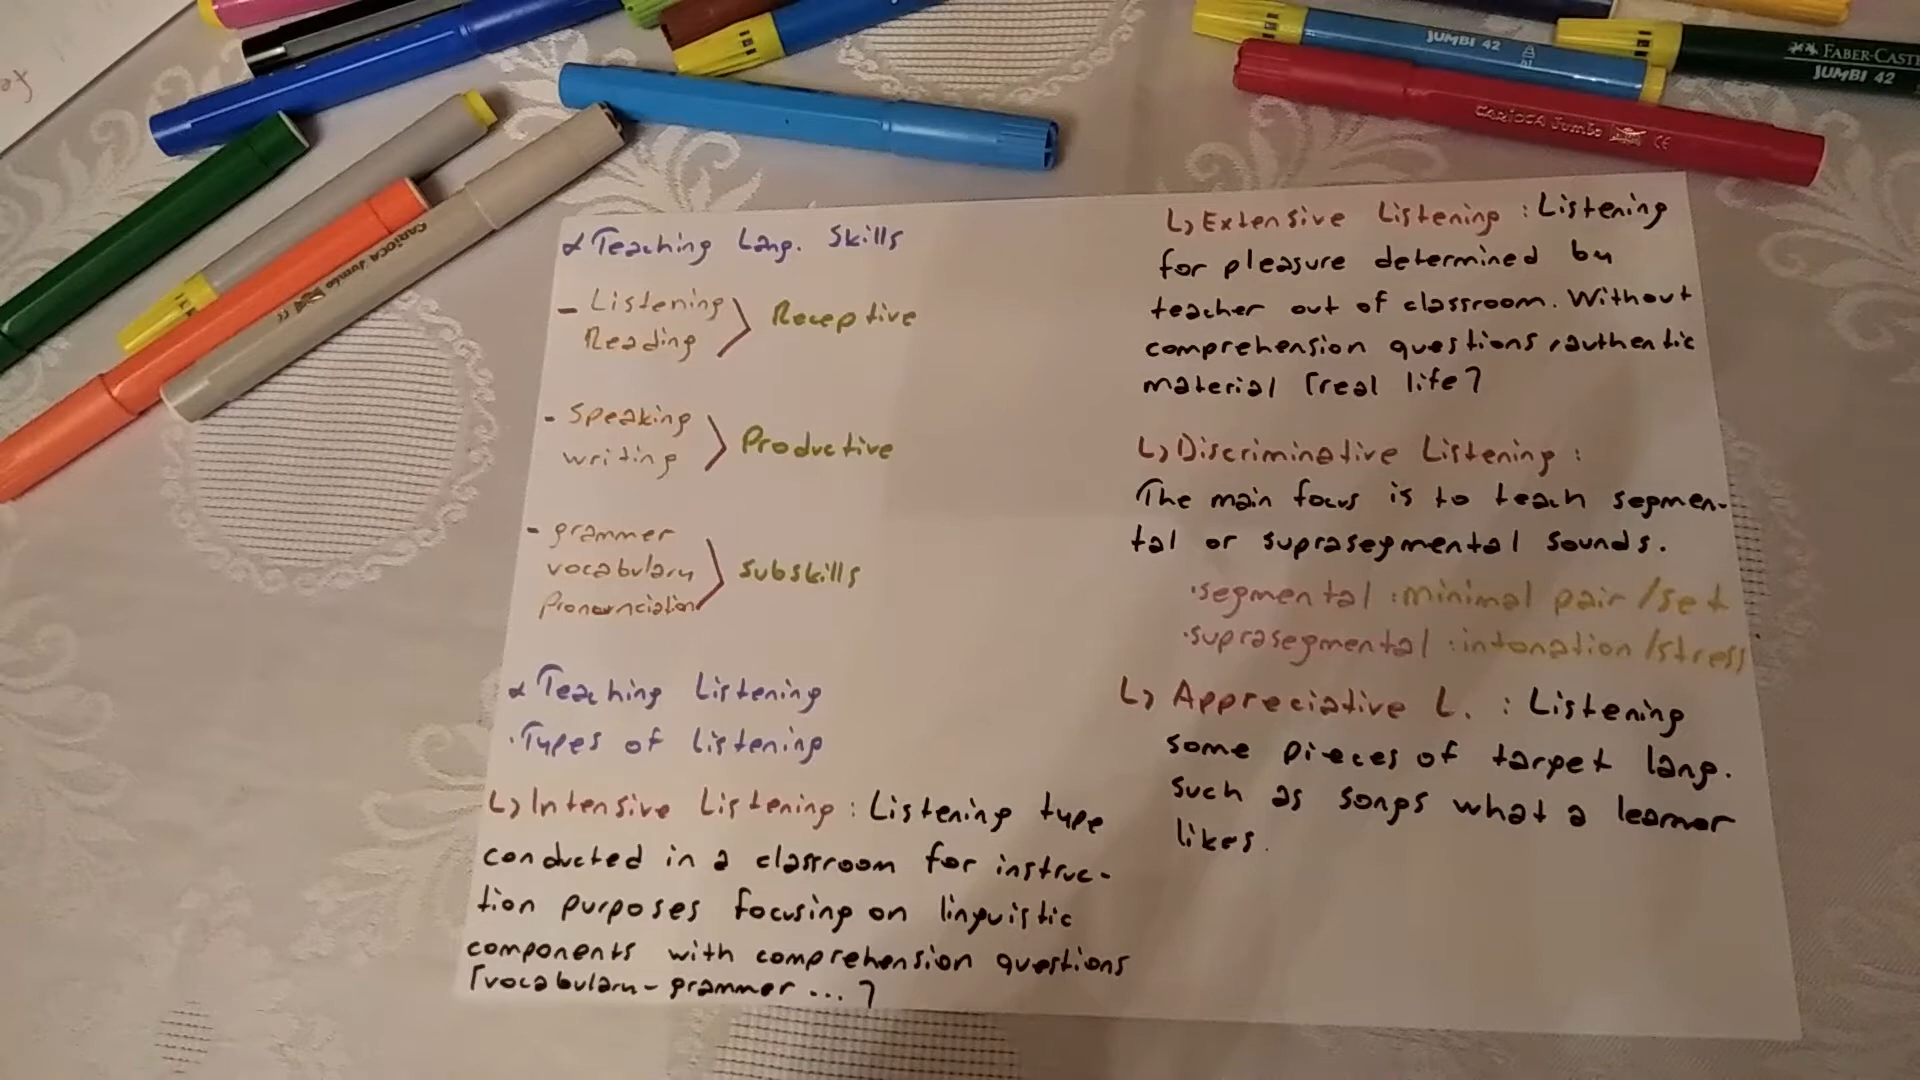 JUMBI 42
FABER-CASTE
JUMBI 42
CARIOCA Jumbo CE
CARIOCA Jumbo CE
α Teaching Lang. Skills
- Listening
Reading
Receptive
- Speaking
writing
Productive
- grammer
vocabulary
Pronounciation
subskills
α Teaching Listening
·Types of listening
↳ Intensive Listening : Listening type
conducted in a classroom for instruc-
tion purposes focusing on linguistic
components with comprehension questions
[vocabulary - grammer ... ]
↳ Extensive Listening : Listening
for pleasure determined by
teacher out of classroom. Without
comprehension questions, authentic
material [real life]
↳ Discriminative Listening :
The main focus is to teach segmen-
tal or suprasegmental sounds.
·segmental :minimal pair /set
·suprasegmental :intonation /stress
↳ Appreciative L. : Listening
some pieces of target lang.
such as songs what a learner
likes.